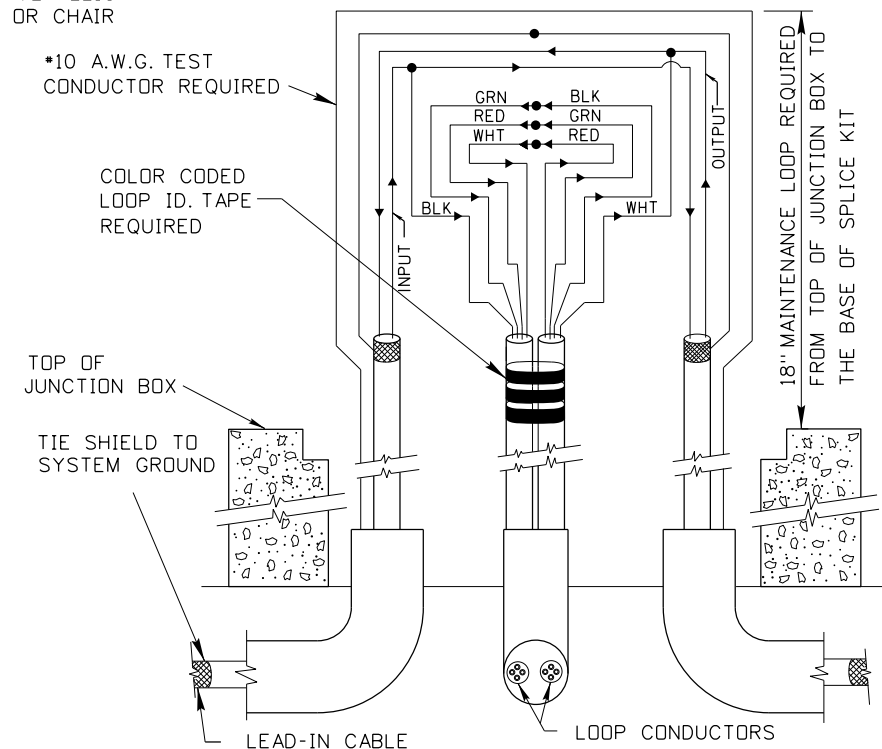 OR CHAIR
#10 A.W.G. TEST
CONDUCTOR REQUIRED
COLOR CODED
LOOP ID. TAPE
REQUIRED
TOP OF
JUNCTION BOX
TIE SHIELD TO
SYSTEM GROUND
GRN
BLK
RED
GRN
WHT
RED
BLK
WHT
INPUT
OUTPUT
18" MAINTENANCE LOOP REQUIRED
FROM TOP OF JUNCTION BOX TO
THE BASE OF SPLICE KIT
LEAD-IN CABLE
LOOP CONDUCTORS